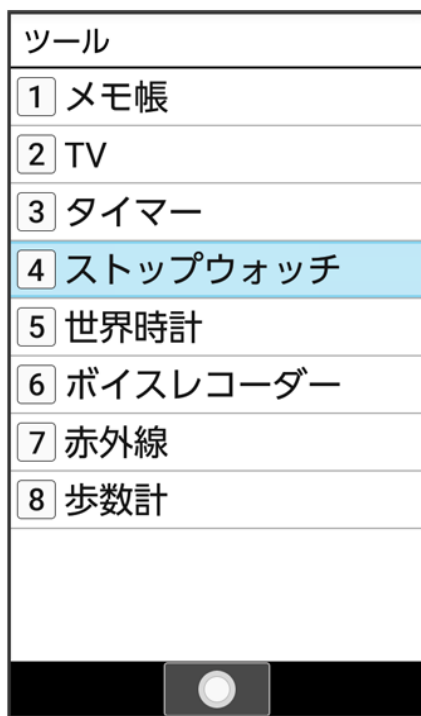 ツール
1 メモ帳
2 TV
3 タイマー
4 ストップウォッチ
5 世界時計
6 ボイスレコーダー
7 赤外線
8 歩数計